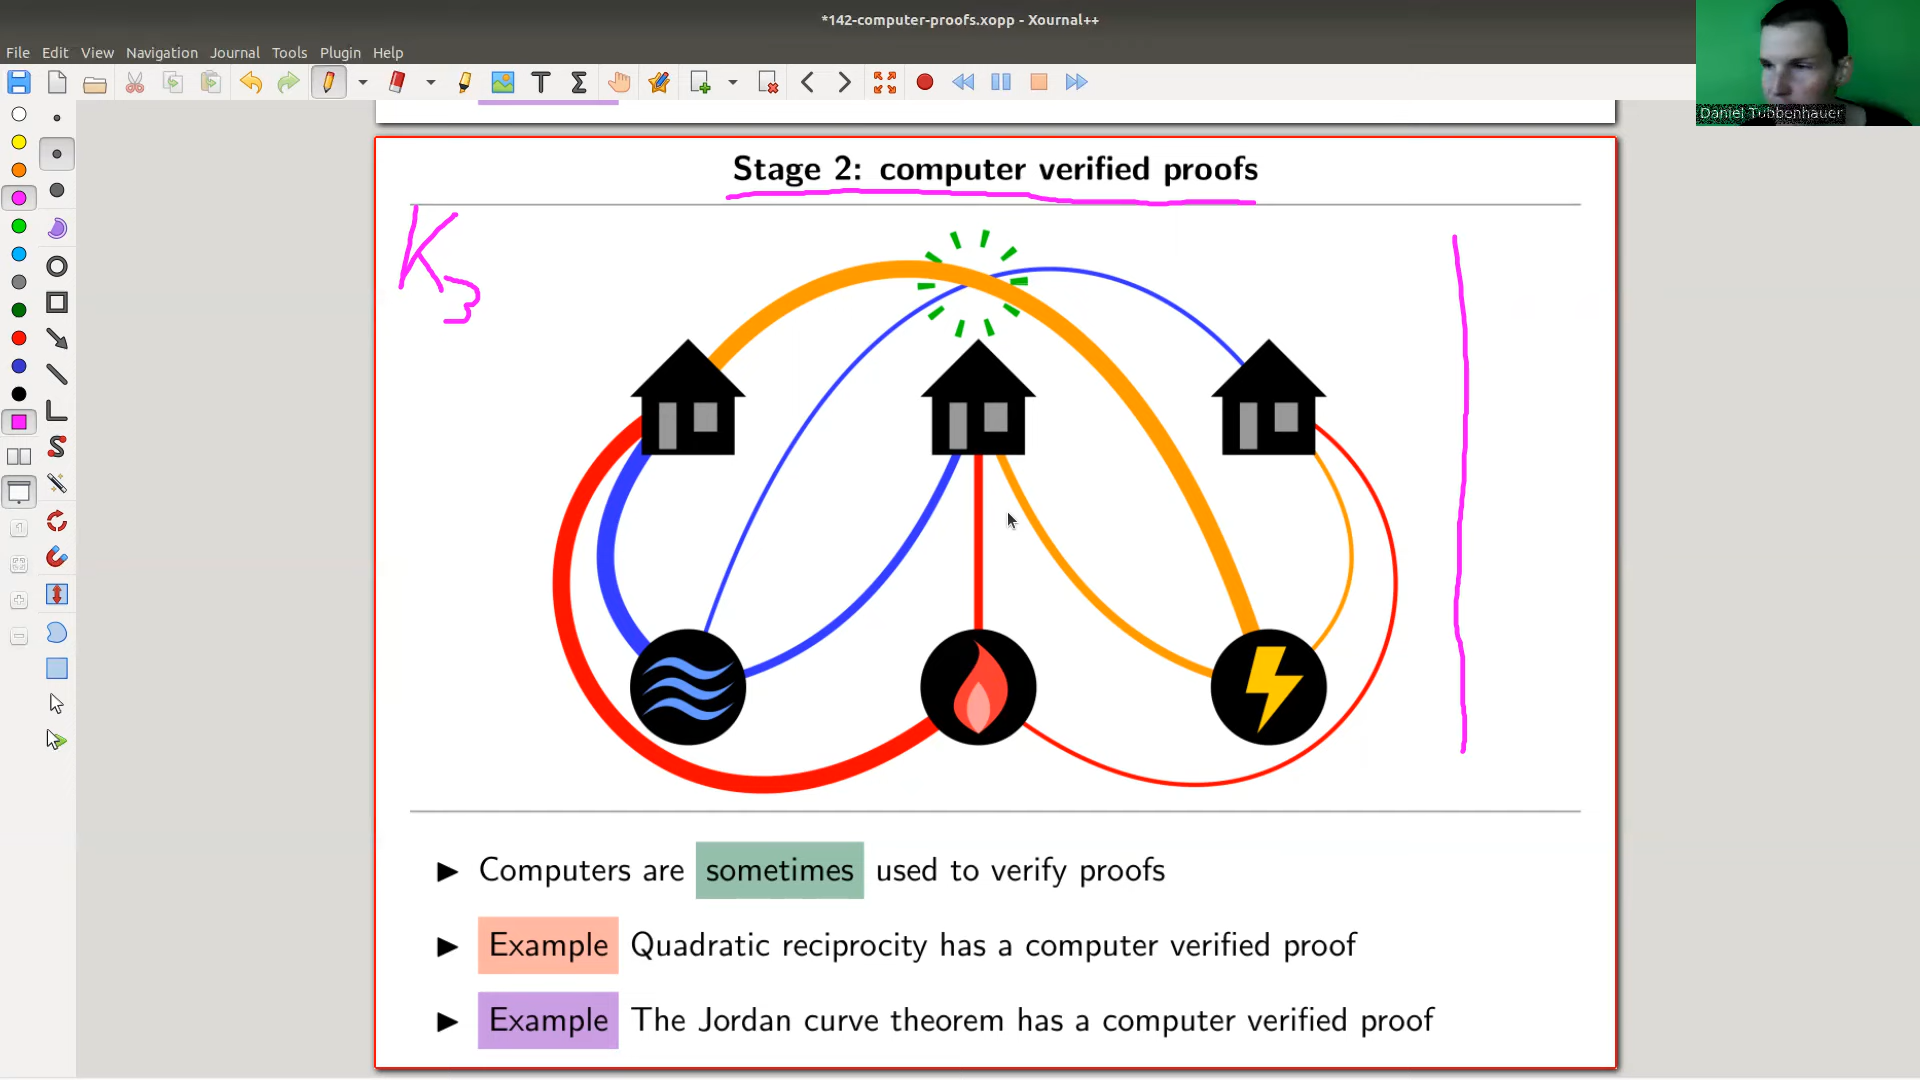 *142-computer-proofs.xopp - Xournal++
File Edit View Navigation Journal Tools Plugin Help
Daniel Tubbenhauer
Stage 2: computer verified proofs
K3
► Computers are sometimes used to verify proofs
► Example Quadratic reciprocity has a computer verified proof
► Example The Jordan curve theorem has a computer verified proof